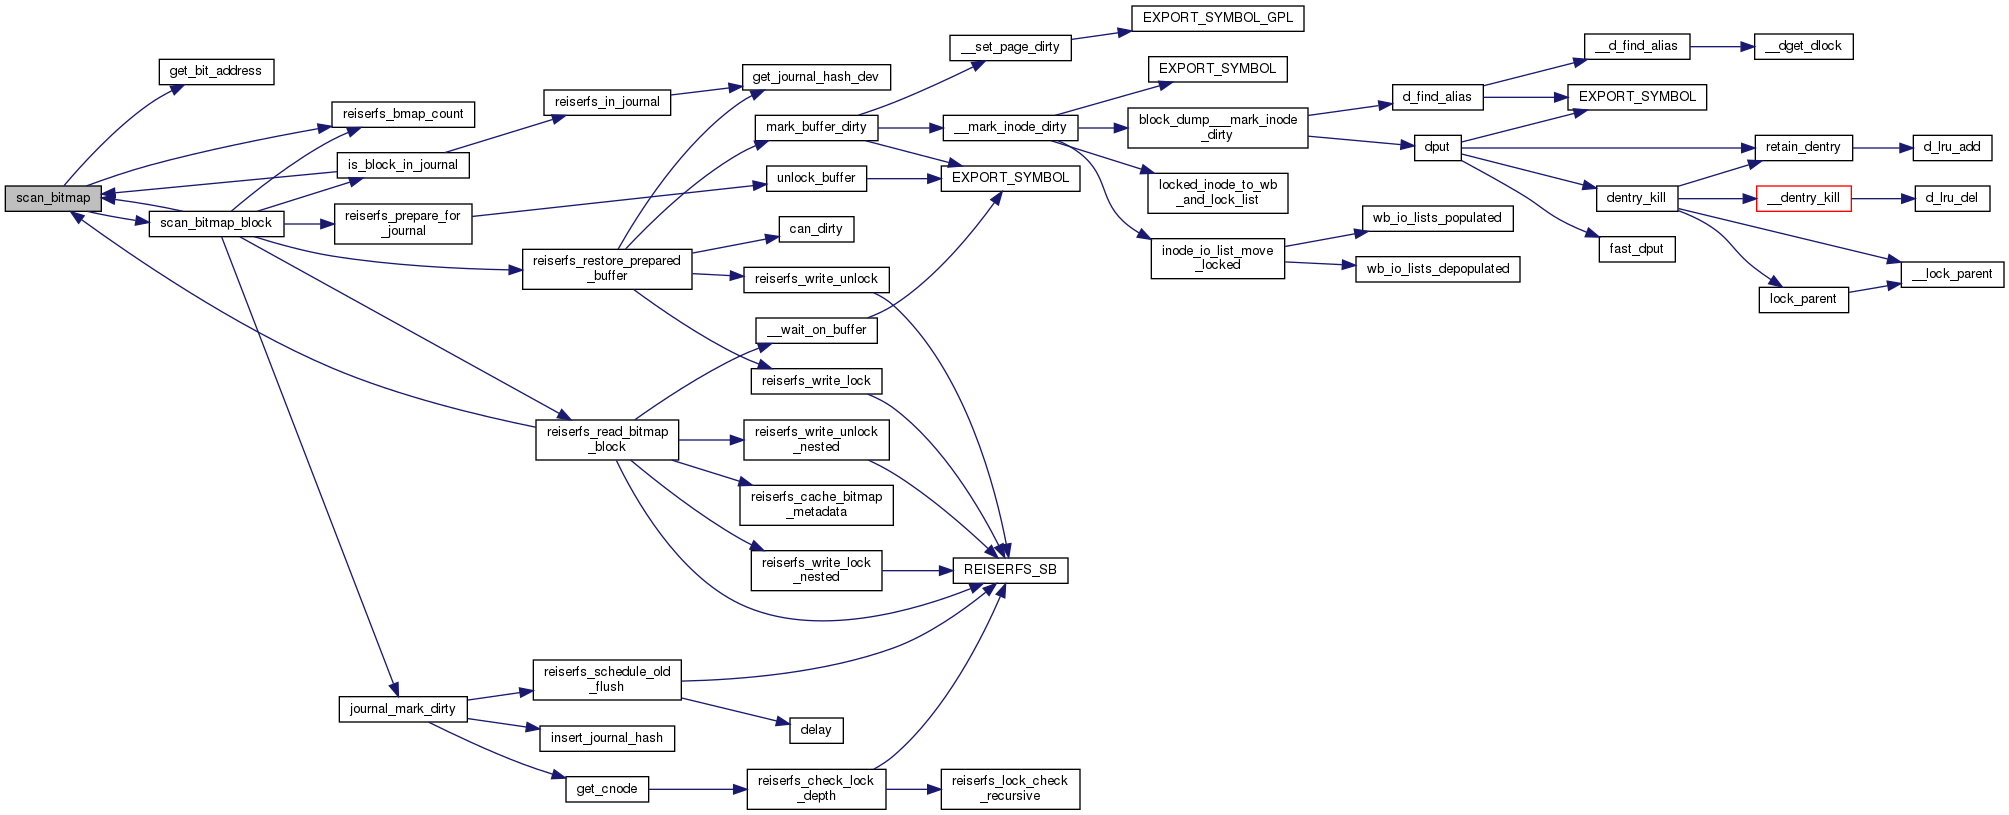 scan_bitmap
get_bit_address
reiserfs_bmap_count
is_block_in_journal
scan_bitmap_block
reiserfs_prepare_for
_journal
journal_mark_dirty
reiserfs_in_journal
reiserfs_restore_prepared
_buffer
reiserfs_read_bitmap
_block
reiserfs_schedule_old
_flush
insert_journal_hash
get_cnode
get_journal_hash_dev
mark_buffer_dirty
unlock_buffer
can_dirty
reiserfs_write_unlock
__wait_on_buffer
reiserfs_write_lock
reiserfs_write_unlock
_nested
reiserfs_cache_bitmap
_metadata
reiserfs_write_lock
_nested
delay
reiserfs_check_lock
_depth
__set_page_dirty
__mark_inode_dirty
EXPORT_SYMBOL
REISERFS_SB
reiserfs_lock_check
_recursive
EXPORT_SYMBOL_GPL
EXPORT_SYMBOL
block_dump___mark_inode
_dirty
locked_inode_to_wb
_and_lock_list
inode_io_list_move
_locked
d_find_alias
dput
wb_io_lists_populated
wb_io_lists_depopulated
__d_find_alias
EXPORT_SYMBOL
dentry_kill
fast_dput
__dget_dlock
retain_dentry
__dentry_kill
lock_parent
d_lru_add
d_lru_del
__lock_parent